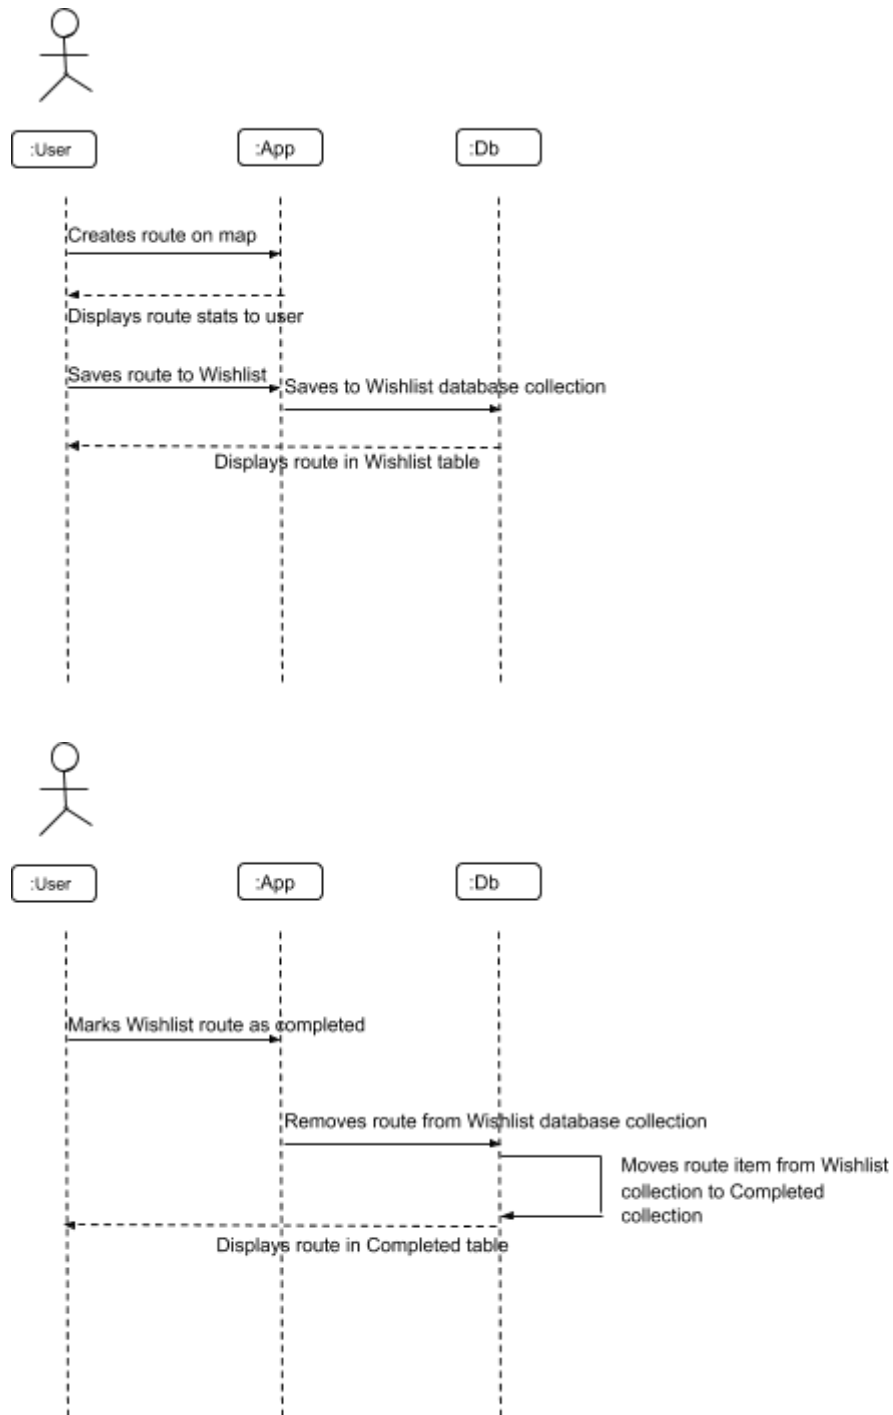 :User
:App
:Db
Creates route on map
Displays route stats to user
Saves route to Wishlist
Saves to Wishlist database collection
Displays route in Wishlist table
:User
:App
:Db
Marks Wishlist route as completed
Removes route from Wishlist database collection
Moves route item from Wishlist
collection to Completed
collection
Displays route in Completed table